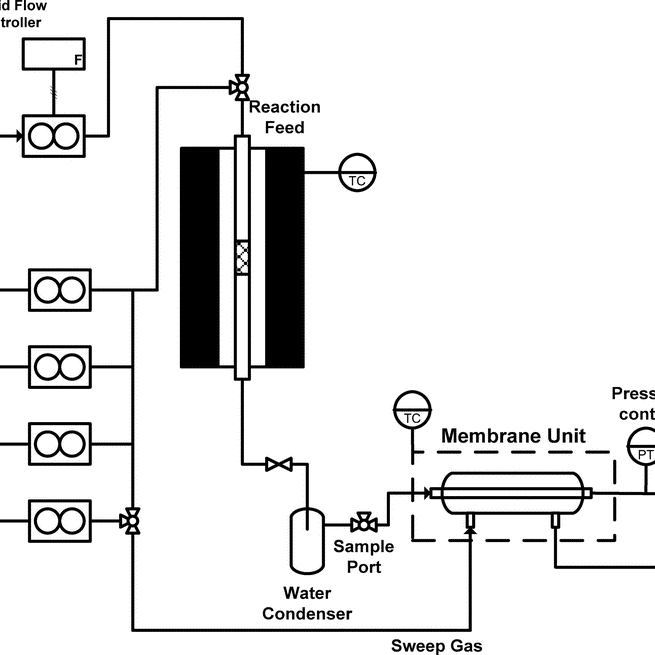 id Flow
troller
F
Reaction
Feed
TC
TC
Membrane Unit
Press
cont
PT
Sample
Port
Water
Condenser
Sweep Gas